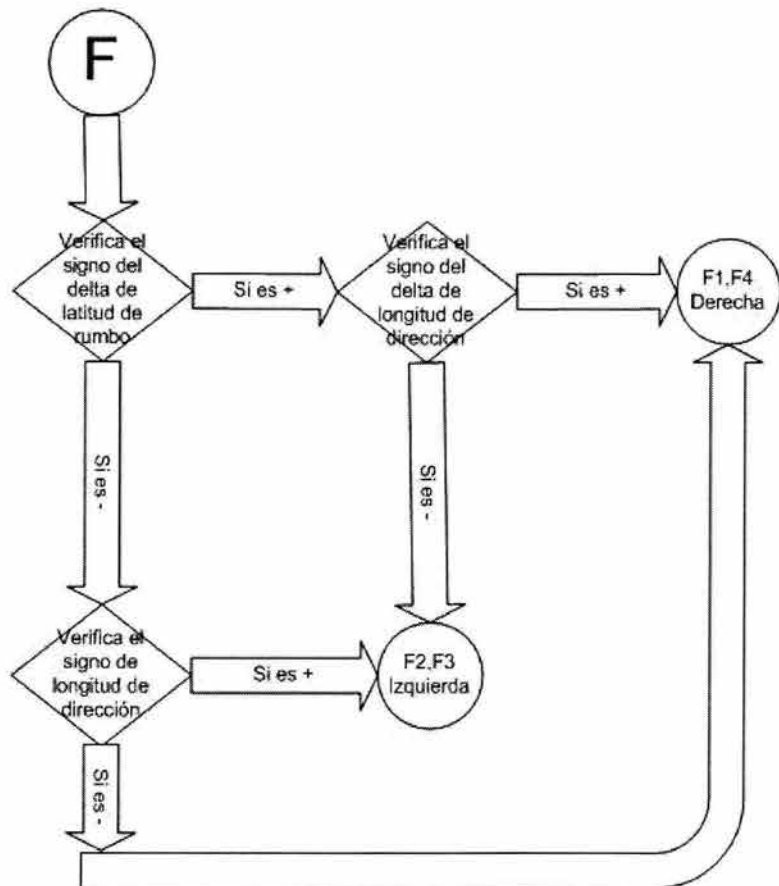 F
Verifica el
signo del
delta de
latitud de
rumbo
Si es +
Verifica el
signo del
delta de
longitud de
dirección
Si es +
F1,F4
Derecha
Si es -
Si es -
Verifica el
signo de
longitud de
dirección
Si es +
F2,F3
Izquierda
Si es -